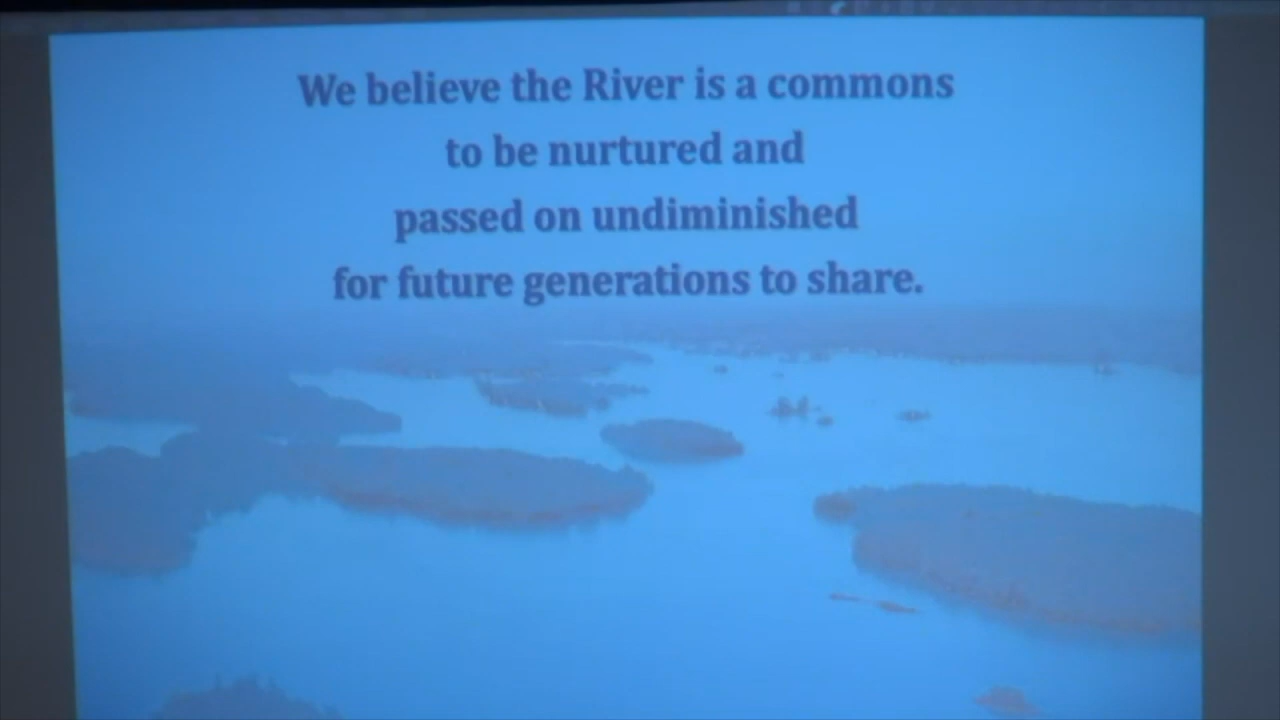 We believe the River is a commons
to be nurtured and
passed on undiminished
for future generations to share.